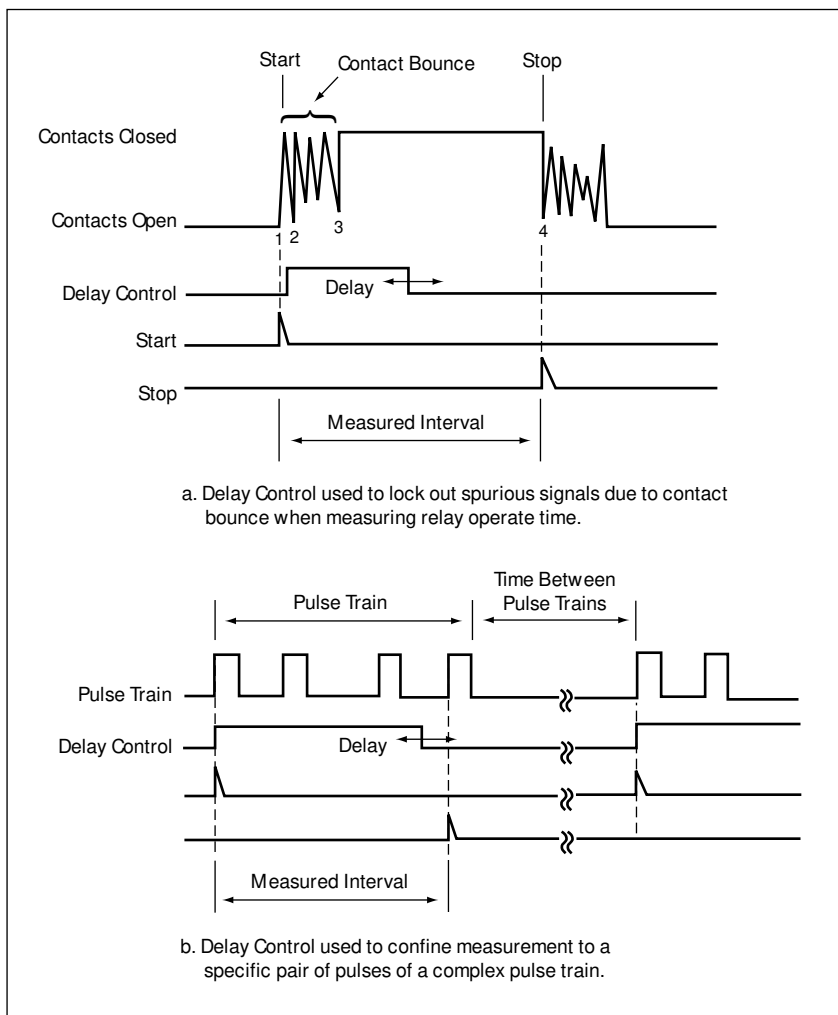 Start
Contact Bounce
Stop
Contacts Closed
Contacts Open
1
2
3
4
Delay Control
Delay
Start
Stop
Measured Interval
a. Delay Control used to lock out spurious signals due to contact
bounce when measuring relay operate time.
Pulse Train
Time Between
Pulse Trains
Pulse Train
Delay Control
Delay
Measured Interval
b. Delay Control used to confine measurement to a
specific pair of pulses of a complex pulse train.